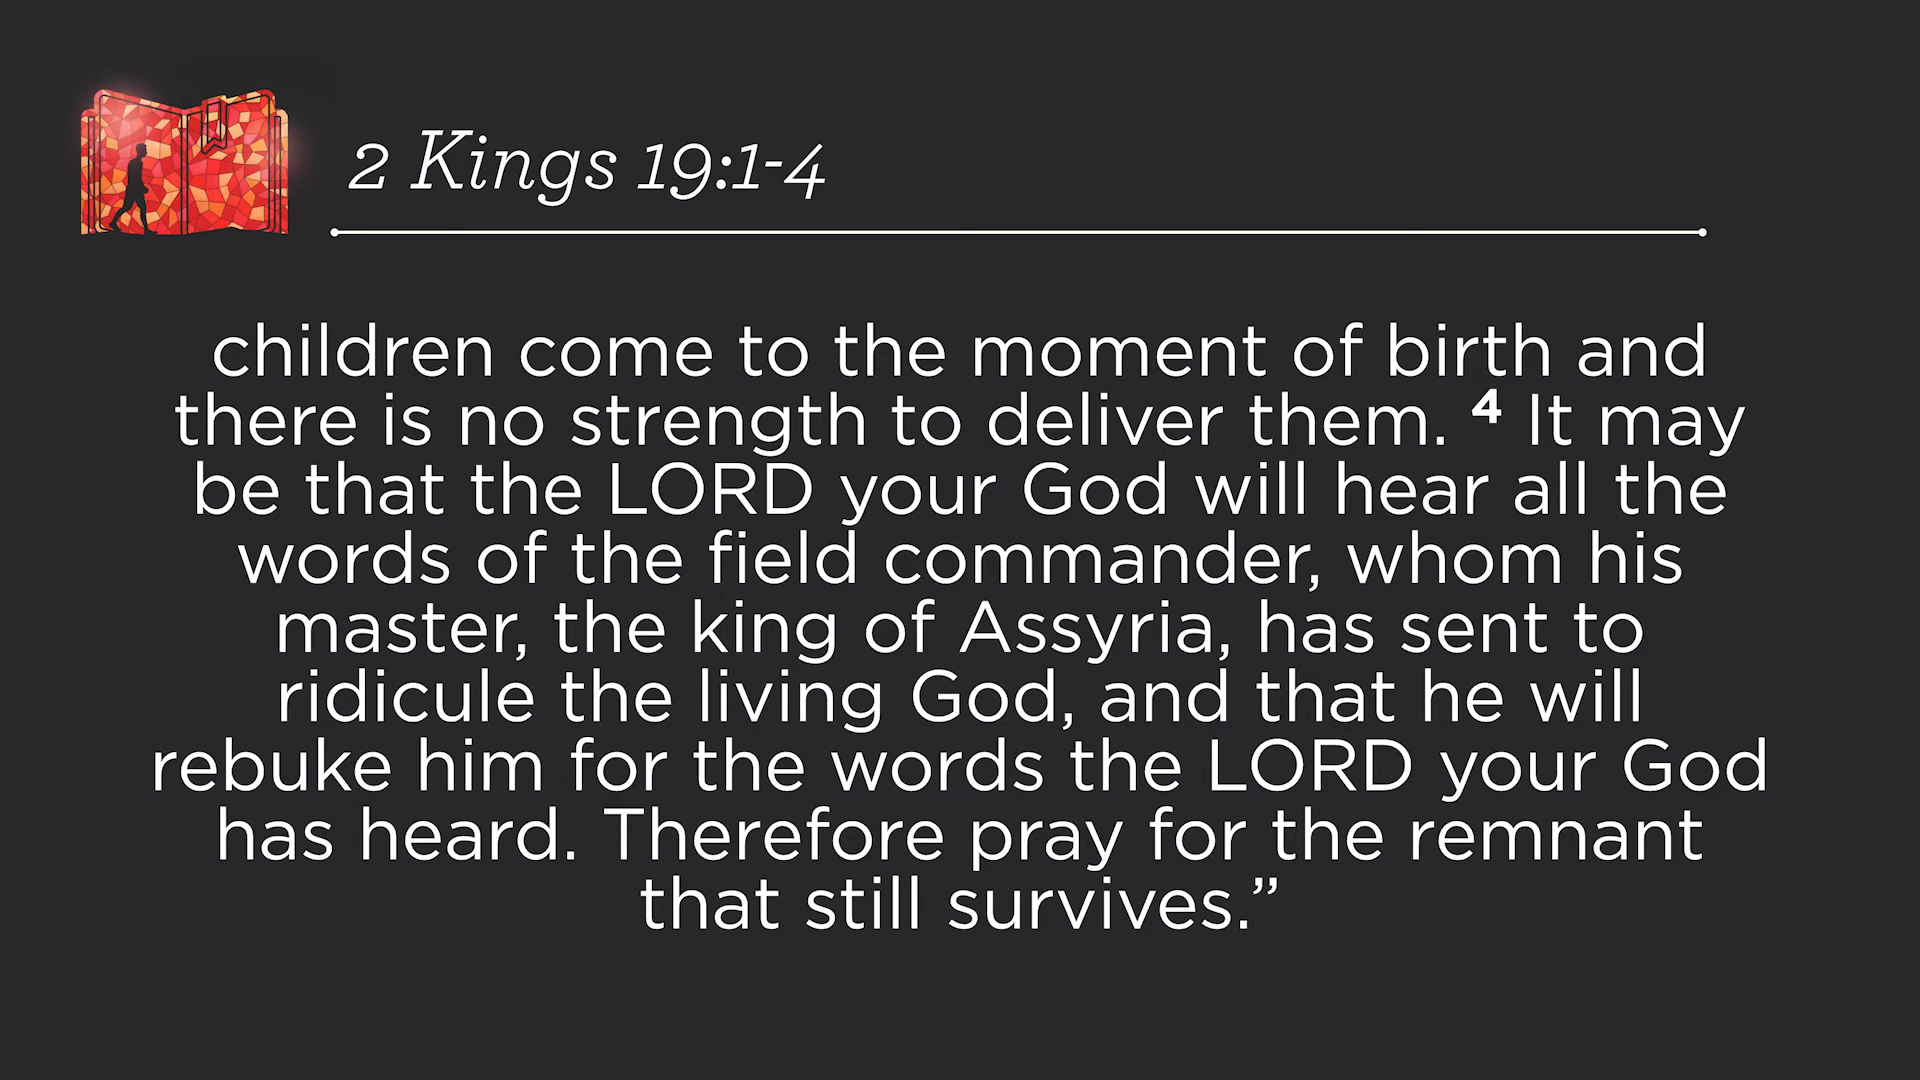 2 Kings 19:1-4
children come to the moment of birth and
there is no strength to deliver them. ⁴ It may
be that the LORD your God will hear all the
words of the field commander, whom his
master, the king of Assyria, has sent to
ridicule the living God, and that he will
rebuke him for the words the LORD your God
has heard. Therefore pray for the remnant
that still survives.”